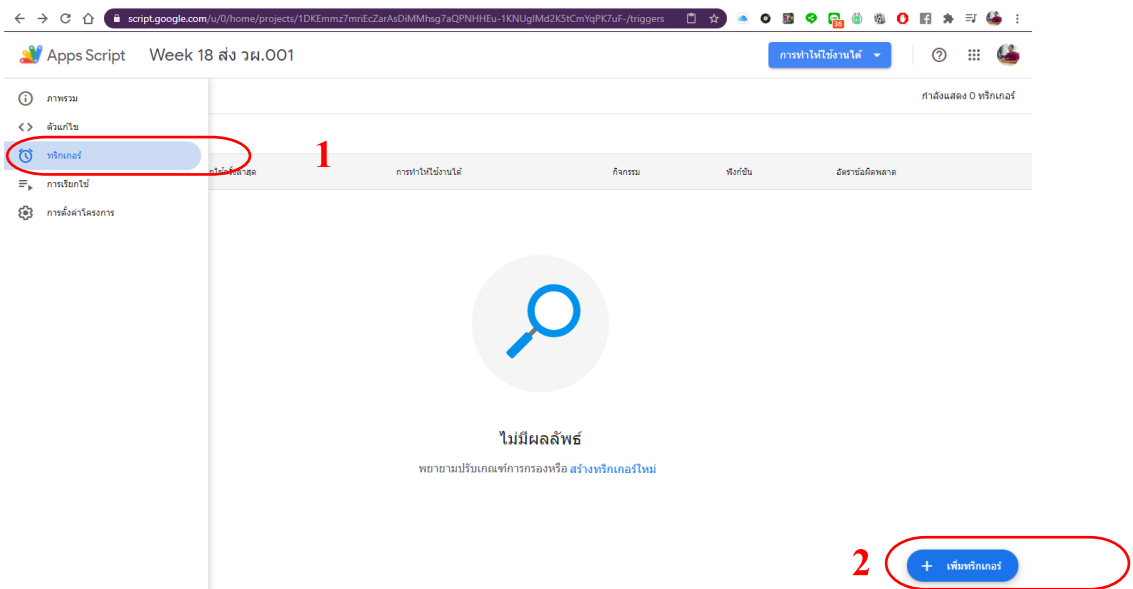 script.google.com/u/0/home/projects/1DKEmmz7mriEcZarAsDiMMhsg7aQPNHHEu-1KNUgIMd2K5tCmYqPK7uF-/triggers
36
Apps Script Week 18 ส่ง วผ.001 การทำให้ใช้งานได้
ภาพรวม กำลังแสดง 0 ทริกเกอร์
ตัวแก้ไข
ทริกเกอร์ 1
การทำให้ใช้งานได้ กิจกรรม ฟังก์ชัน อัตราข้อผิดพลาด
การเรียกใช้
การตั้งค่าโครงการ
ไม่มีผลลัพธ์
พยายามปรับเกณฑ์การกรองหรือ สร้างทริกเกอร์ใหม่
2 + เพิ่มทริกเกอร์